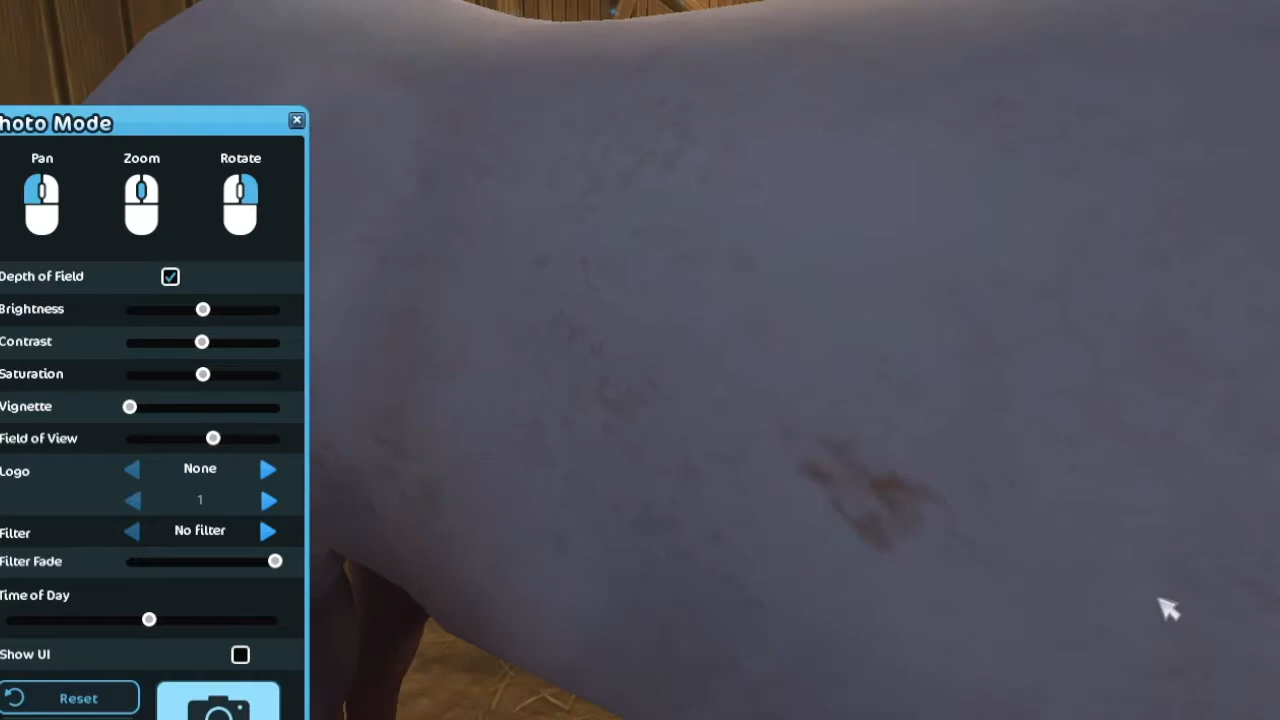 hoto Mode
Pan Zoom Rotate
Depth of Field
Brightness
Contrast
Saturation
Vignette
Field of View
Logo None
1
Filter No filter
Filter Fade
Time of Day
Show UI
Reset